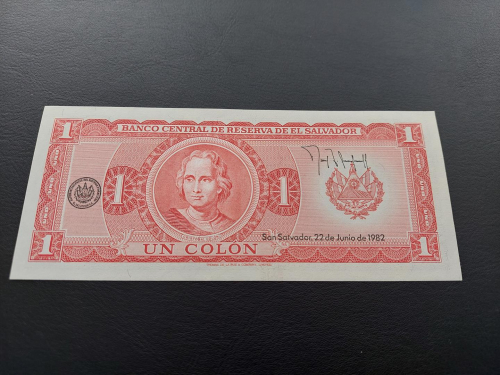 1 BANCO CENTRAL DE RESERVA DE EL SALVADOR 1
1 1
San Salvador, 22 de Junio de 1982
1 UN COLÓN 1